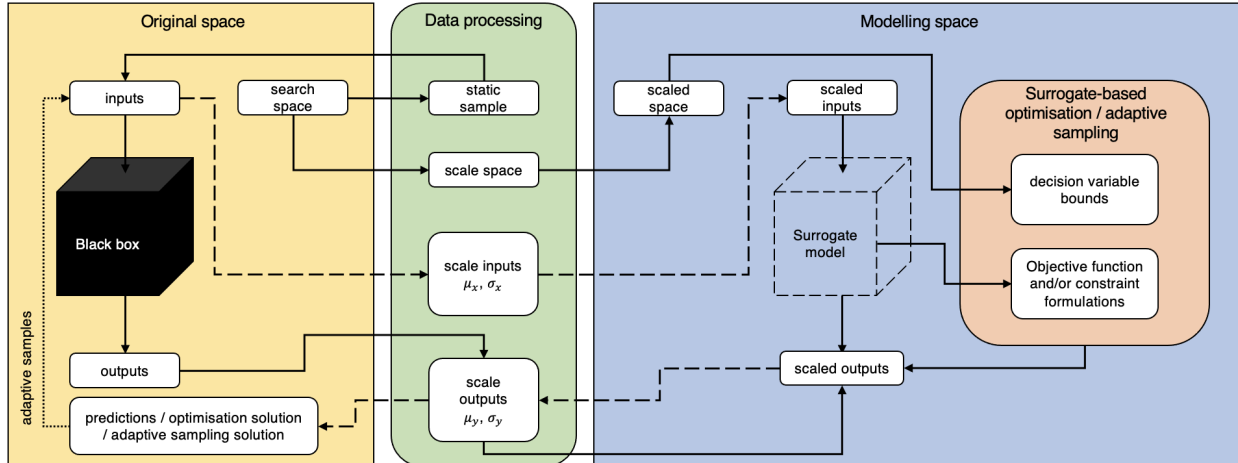 Original space
Data processing
Modelling space
inputs
search
space
static
sample
scaled
space
scaled
inputs
Surrogate-based
optimisation / adaptive
sampling
scale space
decision variable
bounds
Black box
Surrogate
model
scale inputs
μx, σx
Objective function
and/or constraint
formulations
adaptive samples
outputs
scale
outputs
μy, σy
scaled outputs
predictions / optimisation solution
/ adaptive sampling solution